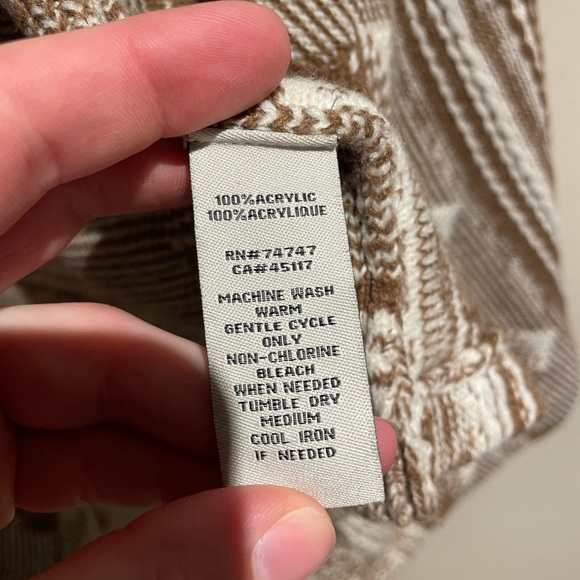 100%ACRYLIC
100%ACRYLIQUE
RN#74747
CA#45117
MACHINE WASH
WARM
GENTLE CYCLE
ONLY
NON-CHLORINE
BLEACH
WHEN NEEDED
TUMBLE DRY
MEDIUM
COOL IRON
IF NEEDED